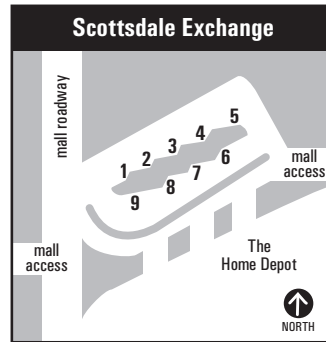 Scottsdale Exchange
mall roadway
1
2
3
4
5
6
7
8
9
mall
access
mall
access
The
Home Depot
NORTH